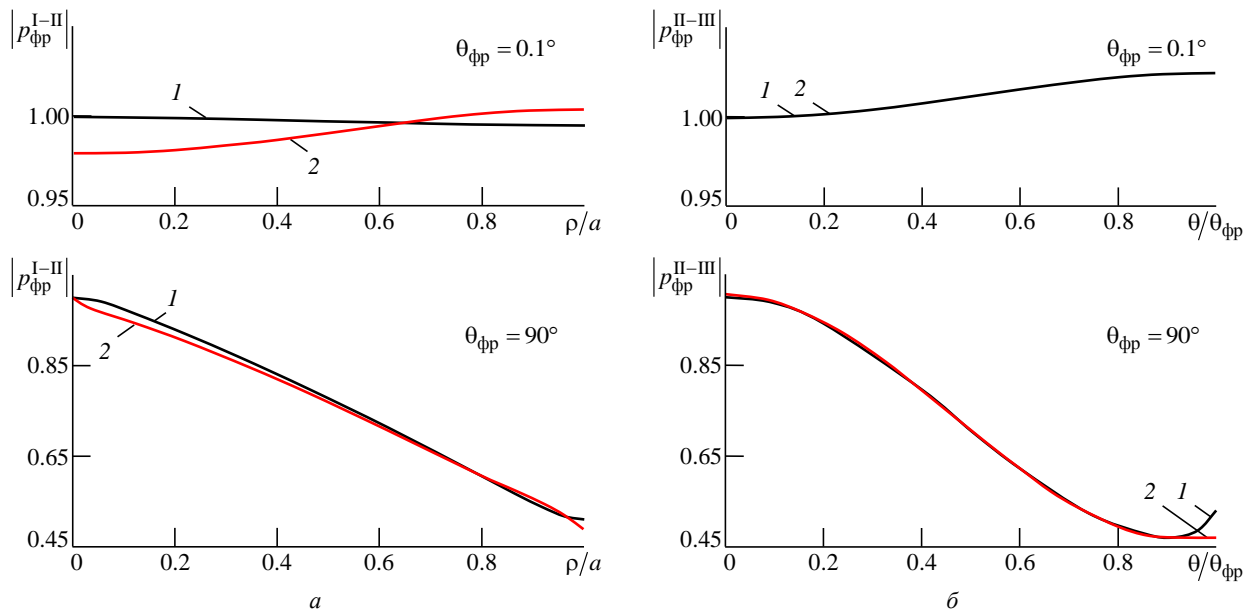 |p_фр^I–II|
θ_фр = 0.1°
1
1.00
2
0.95
0 0.2 0.4 0.6 0.8 ρ/a
|p_фр^II–III|
θ_фр = 0.1°
1 2
1.00
0.95
0 0.2 0.4 0.6 0.8 θ/θ_фр
|p_фр^I–II|
1
θ_фр = 90°
2
0.85
0.65
0.45
0 0.2 0.4 0.6 0.8 ρ/a
а
|p_фр^II–III|
θ_фр = 90°
0.85
0.65
2 1
0.45
0 0.2 0.4 0.6 0.8 θ/θ_фр
б